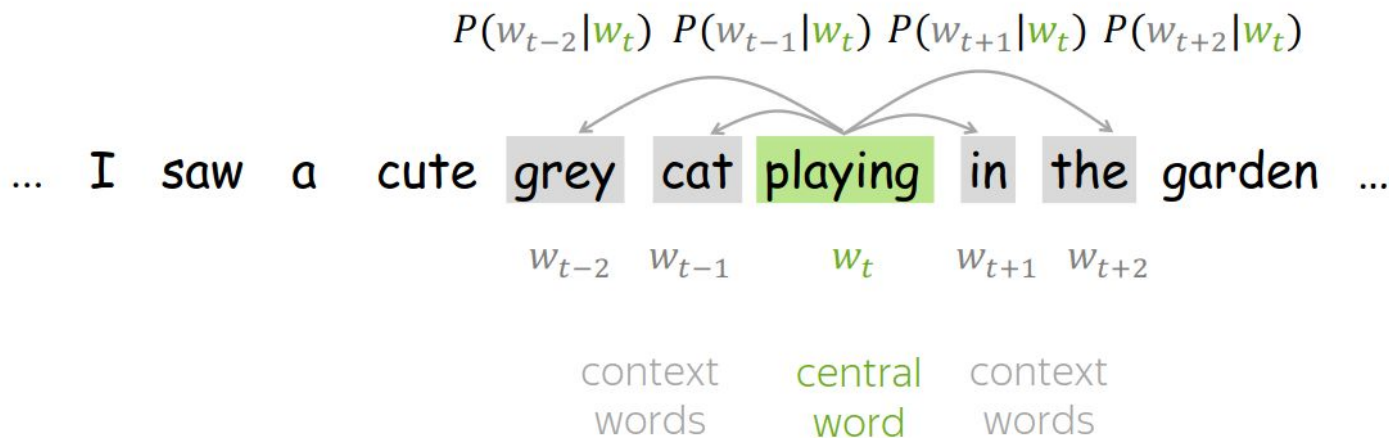 P(w_{t-2}|w_t) P(w_{t-1}|w_t) P(w_{t+1}|w_t) P(w_{t+2}|w_t)
... I saw a cute grey cat playing in the garden ...
w_{t-2} w_{t-1} w_t w_{t+1} w_{t+2}
context central context
words word words